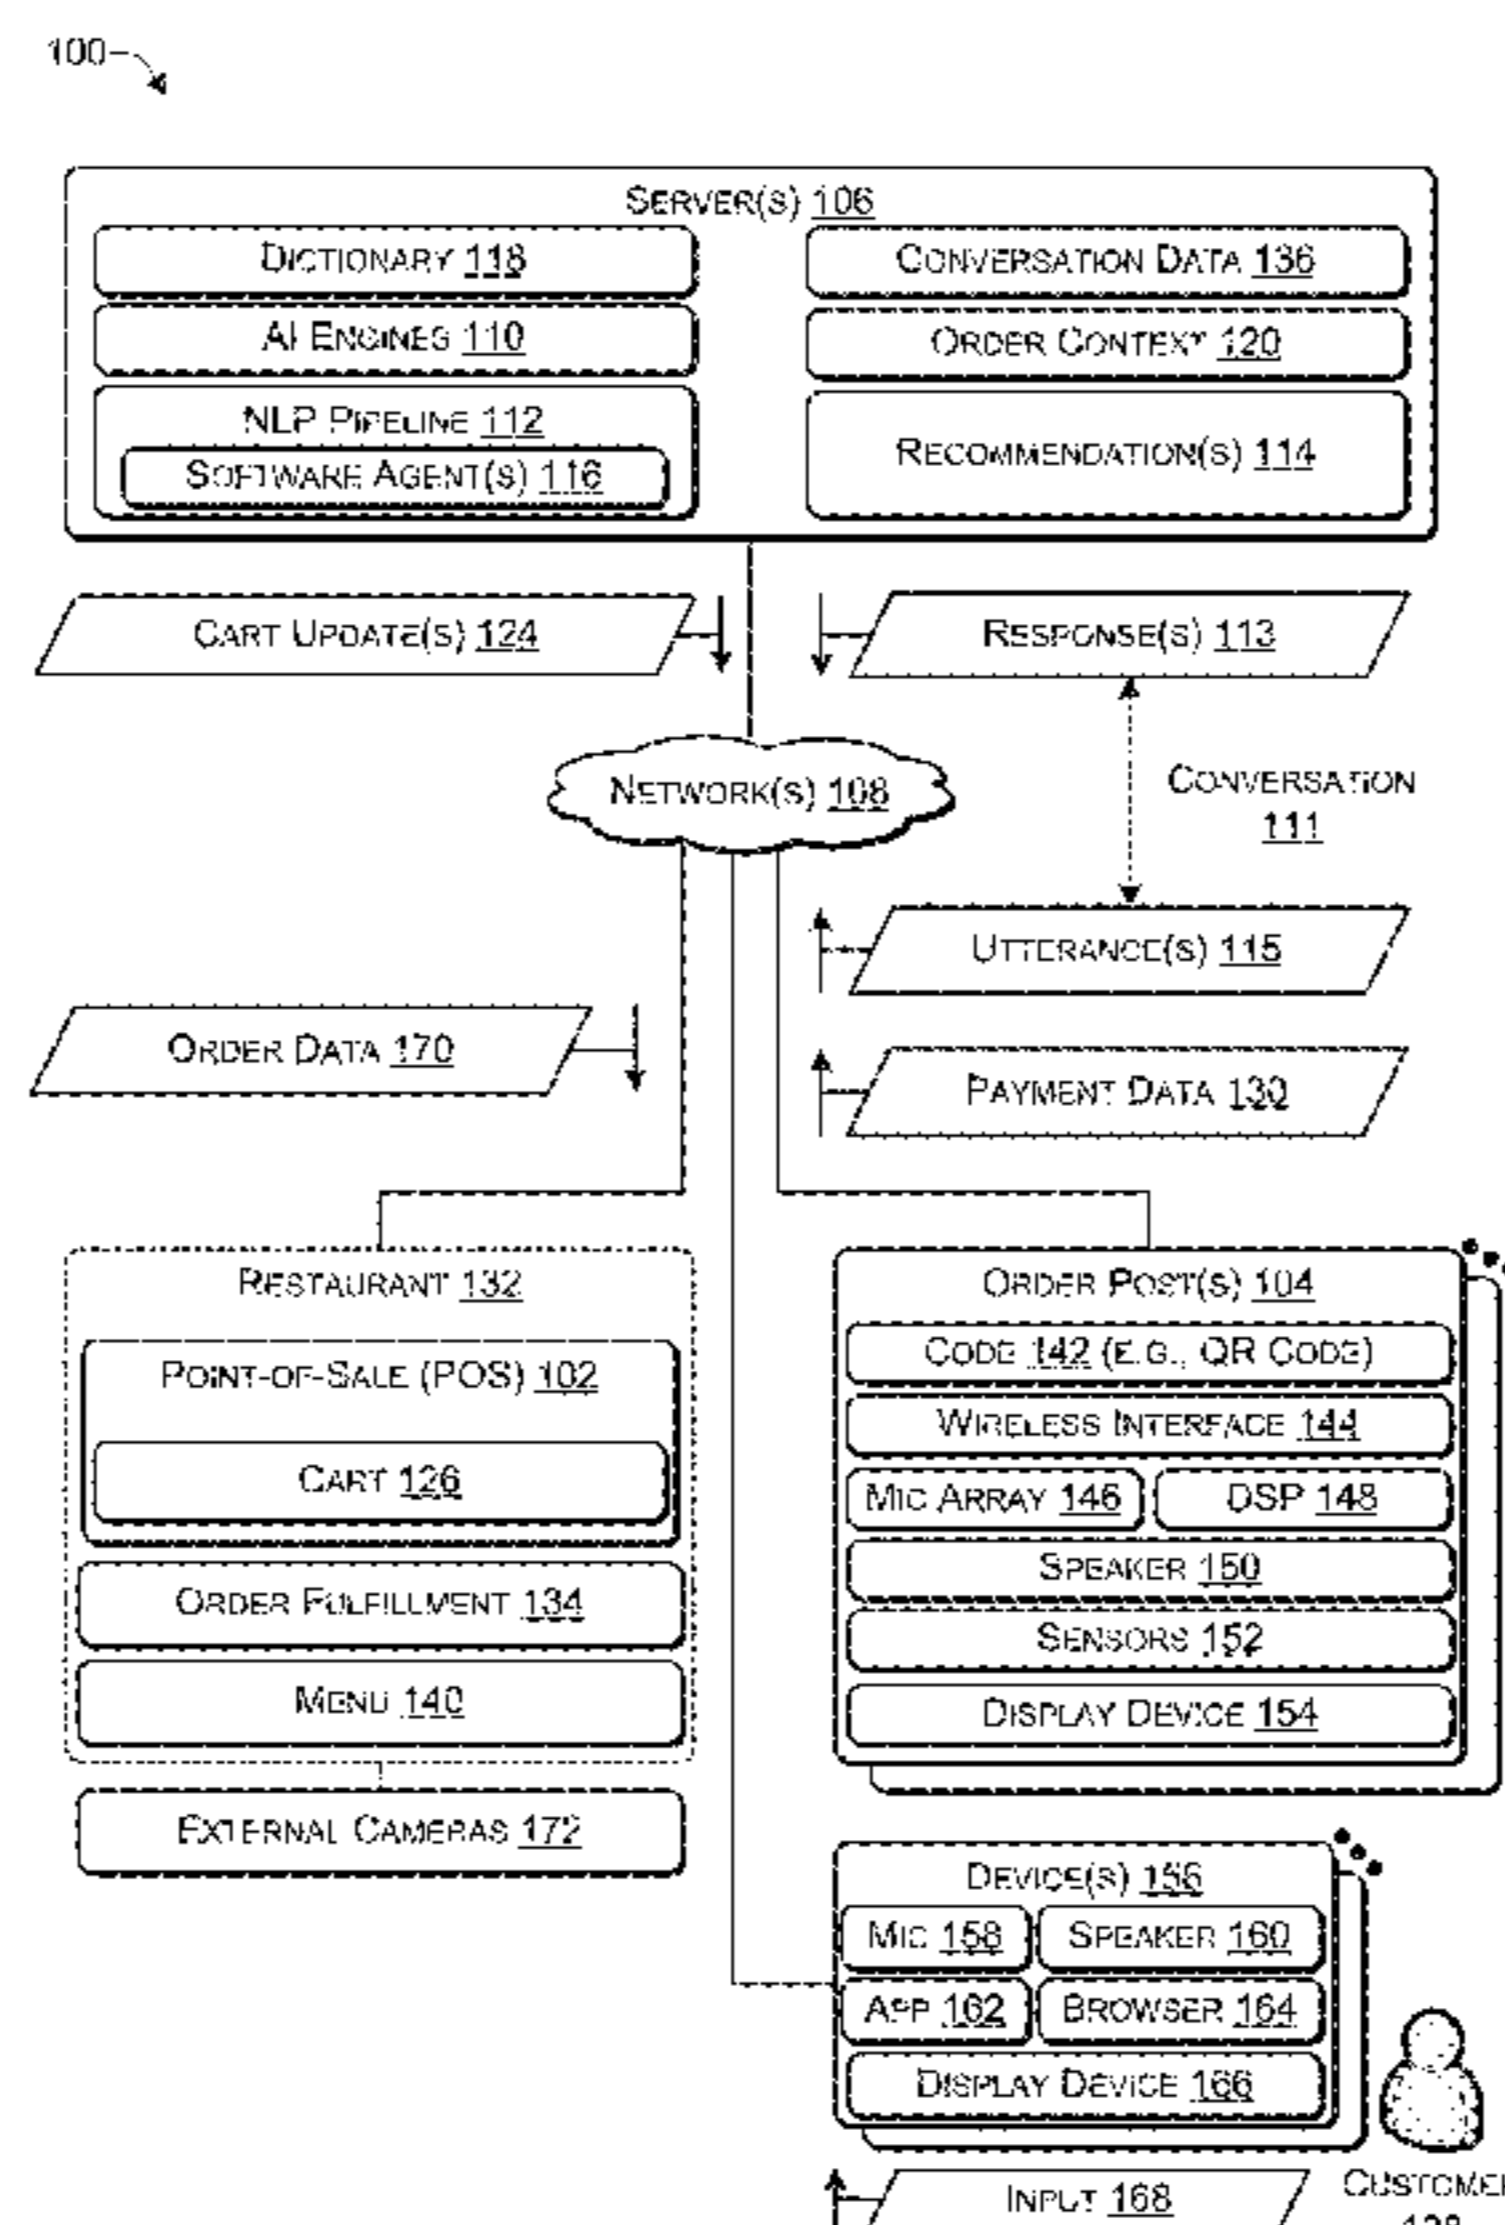 100
SERVER(S) 106
DICTIONARY 118
CONVERSATION DATA 136
AI ENGINES 110
ORDER CONTEXT 120
NLP PIPELINE 112
SOFTWARE AGENT(S) 116
RECOMMENDATION(S) 114
CART UPDATE(S) 124
RESPONSE(S) 113
NETWORK(S) 108
CONVERSATION
111
UTTERANCE(S) 115
ORDER DATA 170
PAYMENT DATA 130
RESTAURANT 132
POINT-OF-SALE (POS) 102
CART 126
ORDER FULFILLMENT 134
MENU 140
EXTERNAL CAMERAS 172
ORDER POST(S) 104
CODE 142 (E.G., QR CODE)
WIRELESS INTERFACE 144
MIC ARRAY 146
DSP 148
SPEAKER 150
SENSORS 152
DISPLAY DEVICE 154
DEVICE(S)
MIC 158
SPEAKER 160
APP 162
BROWSER 164
DISPLAY DEVICE 166
INPUT 168
CUSTOMER